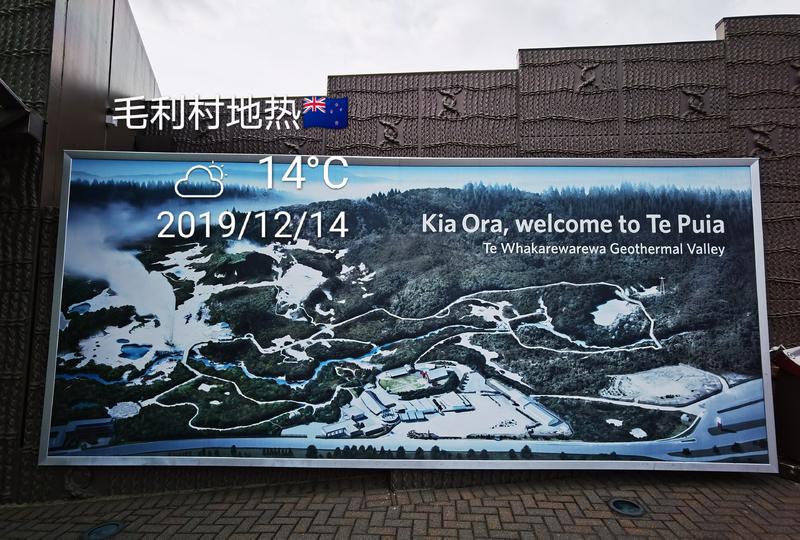 毛利村地热
14°C
2019/12/14
Kia Ora, welcome to Te Puia
Te Whakarewarewa Geothermal Valley